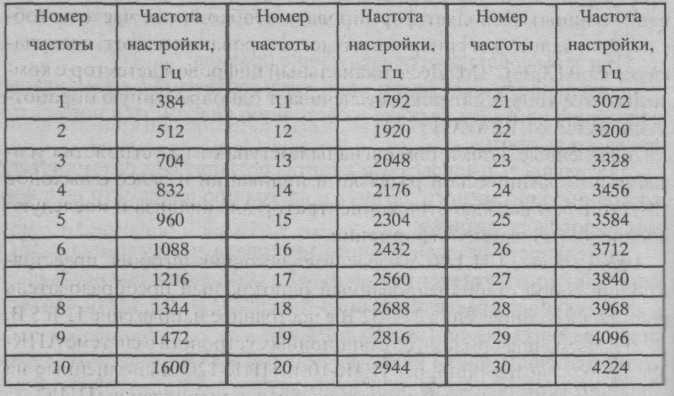 Номер частоты | Частота настройки, Гц | Номер частоты | Частота настройки, Гц | Номер частоты | Частота настройки, Гц
1 | 384 | 11 | 1792 | 21 | 3072
2 | 512 | 12 | 1920 | 22 | 3200
3 | 704 | 13 | 2048 | 23 | 3328
4 | 832 | 14 | 2176 | 24 | 3456
5 | 960 | 15 | 2304 | 25 | 3584
6 | 1088 | 16 | 2432 | 26 | 3712
7 | 1216 | 17 | 2560 | 27 | 3840
8 | 1344 | 18 | 2688 | 28 | 3968
9 | 1472 | 19 | 2816 | 29 | 4096
10 | 1600 | 20 | 2944 | 30 | 4224